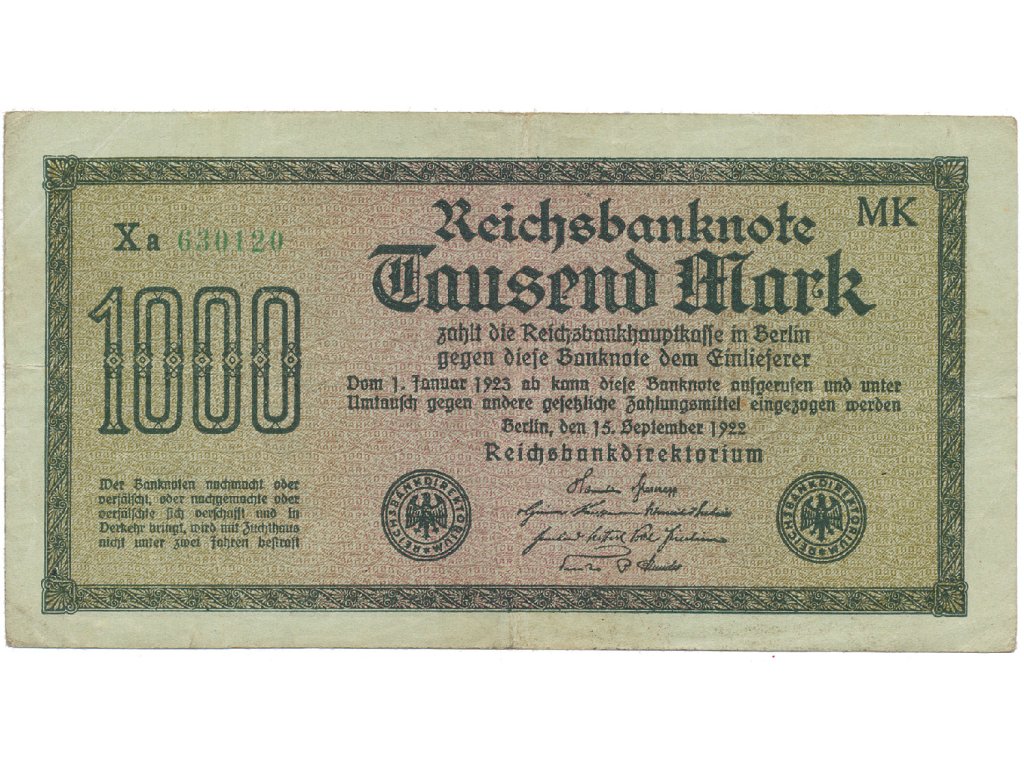 Xa 630120
MK
Reichsbanknote
Tausend Mark
zahlt die Reichsbankhauptkasse in Berlin
gegen diese Banknote dem Einlieferer
Vom 1. Januar 1923 ab kann diese Banknote aufgerufen und unter
Umtausch gegen andere gesetzliche Zahlungsmittel eingezogen werden
Berlin, den 15. September 1922
Reichsbankdirektorium
1000
Wer Banknoten nachmacht oder
verfälscht, oder nachgemachte oder
verfälschte sich verschafft und in
Verkehr bringt, wird mit Zuchthaus
nicht unter zwei Jahren bestraft
REICHSBANKDIREKTORIUM
REICHSBANKDIREKTORIUM